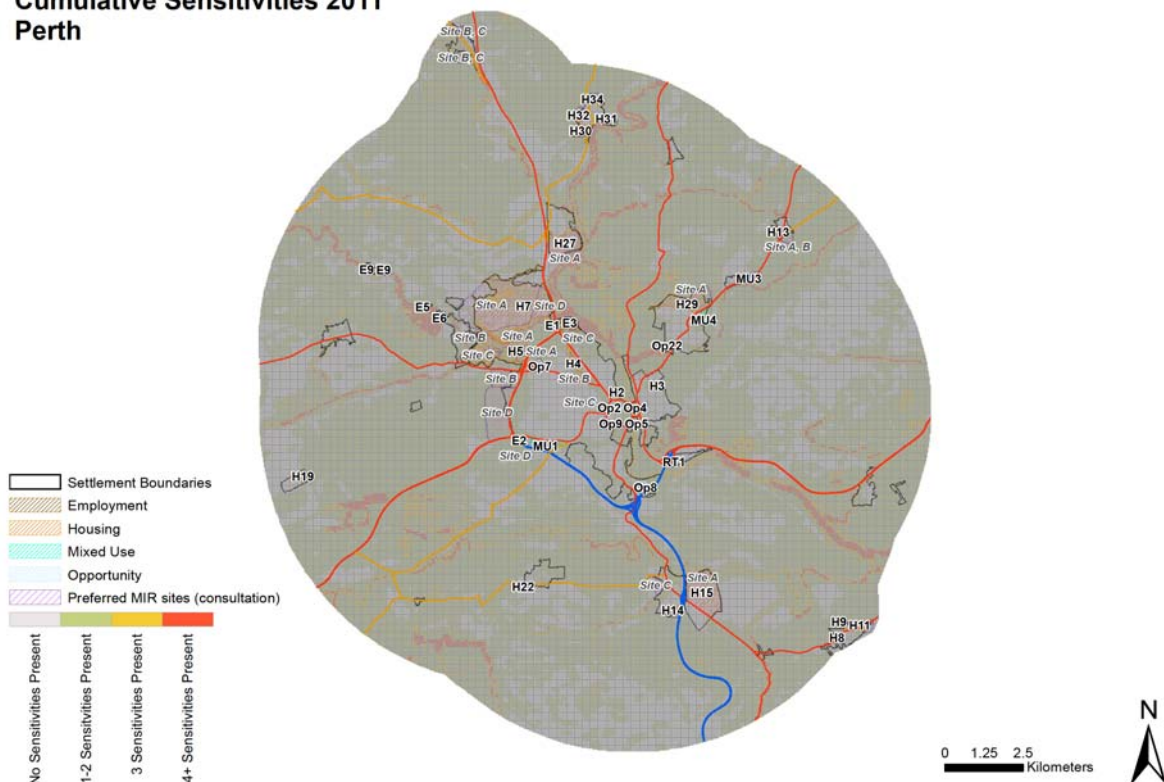 Cumulative Sensitivities 2011
Perth
Site B, C
Site B, C
H34
H32
H31
H30
H27
Site A
H13
Site A, B
MU3
E9 E9
E5
E6
Site A
H7
Site D
Site A
H29
MU4
E1
E3
Site B
Site A
Site C
Site C
H5
Site A
Op22
Op7
H4
Site B
Site B
H3
H2
Site C
Op2
Op4
Site D
Op9
Op5
E2
MU1
Site D
RT1
H19
Op8
H22
Site C
Site A
H15
H14
H9
H11
H8
Settlement Boundaries
Employment
Housing
Mixed Use
Opportunity
Preferred MIR sites (consultation)
No Sensitivities Present
1-2 Sensitvities Present
3 Sensitivities Present
4+ Sensitivities Present
0 1.25 2.5
Kilometers
N